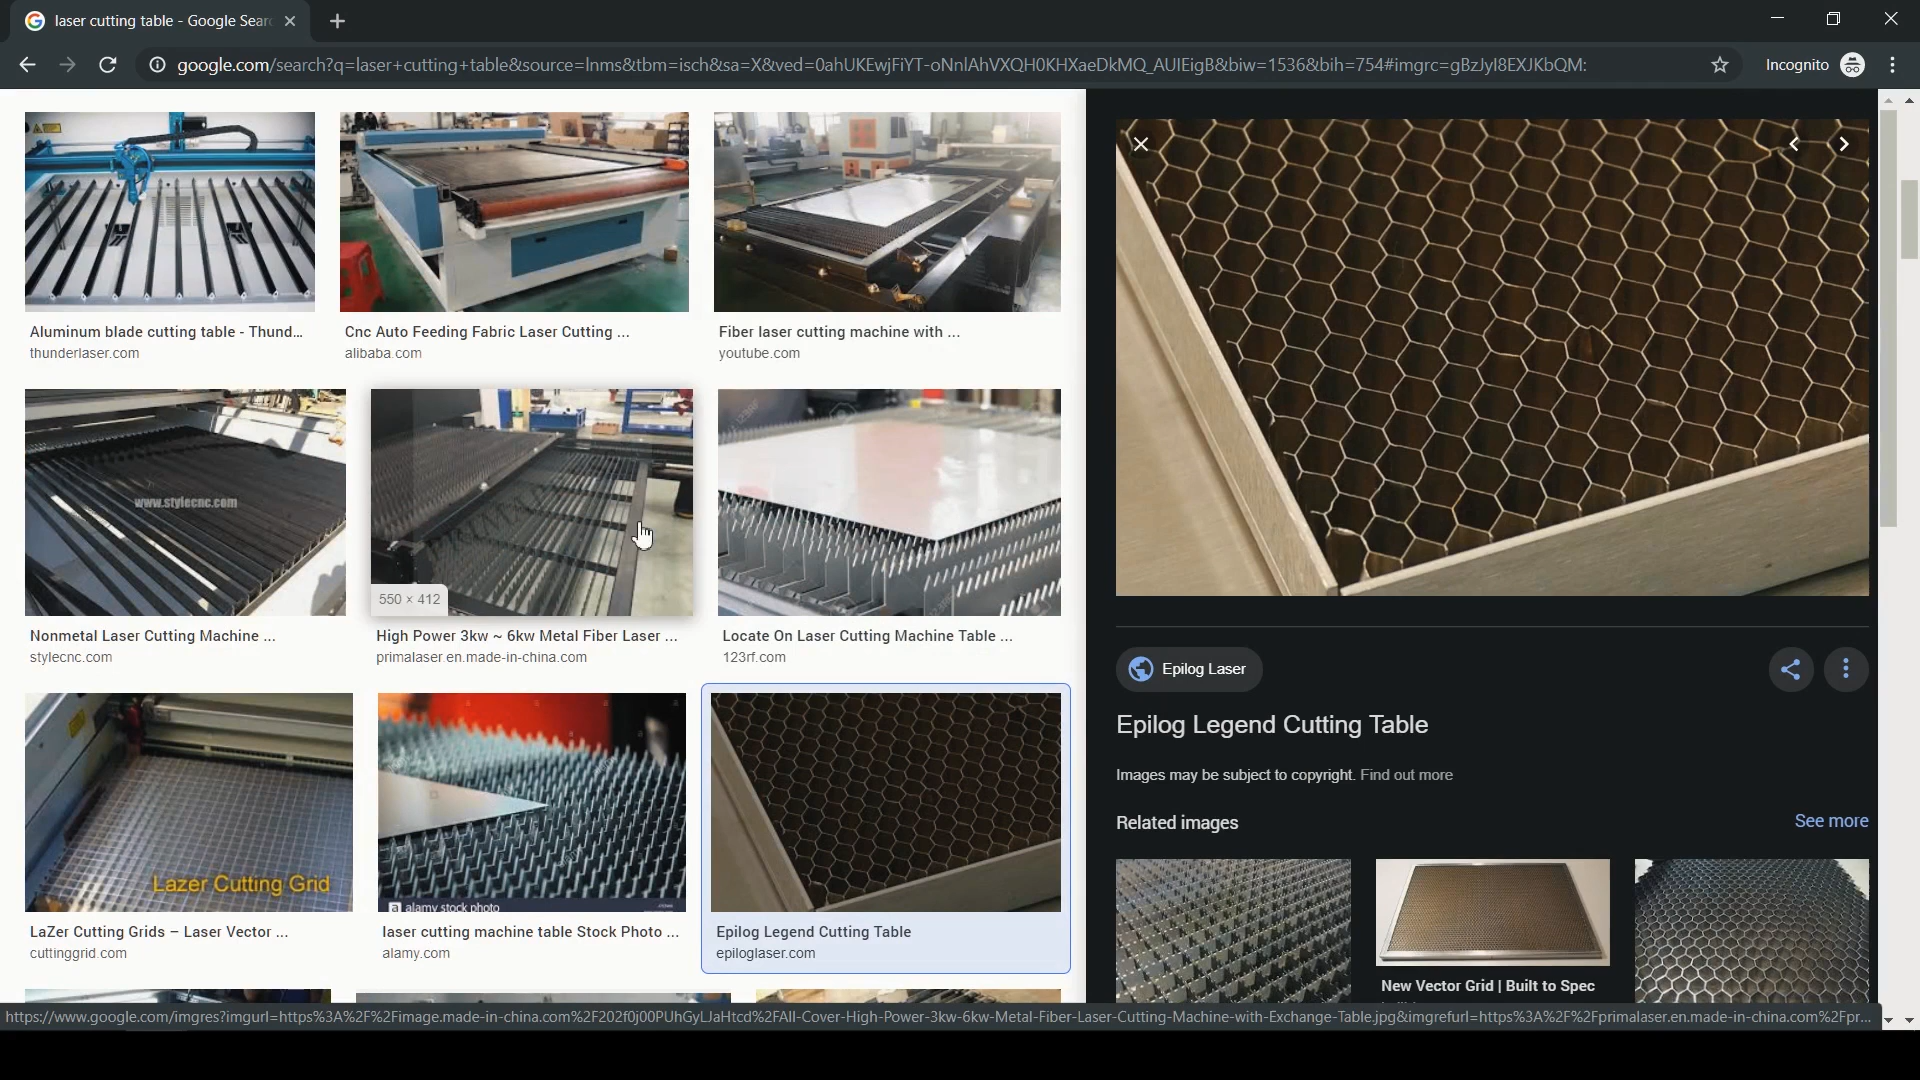 laser cutting table - Google Sear
google.com/search?q=laser+cutting+table&source=lnms&tbm=isch&sa=X&ved=0ahUKEwjFiYT-oNnlAhVXQH0KHXaeDkMQ_AUIEigB&biw=1536&bih=754#imgrc=gBzJyI8EXJKbQM:
Incognito
Aluminum blade cutting table - Thund...
thunderlaser.com
Cnc Auto Feeding Fabric Laser Cutting ...
alibaba.com
Fiber laser cutting machine with ...
youtube.com
www.stylecnc.com
550 × 412
123RF
Nonmetal Laser Cutting Machine ...
stylecnc.com
High Power 3kw ~ 6kw Metal Fiber Laser ...
primalaser.en.made-in-china.com
Locate On Laser Cutting Machine Table ...
123rf.com
Lazer Cutting Grid
a alamy stock photo
LaZer Cutting Grids – Laser Vector ...
cuttinggrid.com
laser cutting machine table Stock Photo ...
alamy.com
Epilog Legend Cutting Table
epiloglaser.com
Epilog Laser
Epilog Legend Cutting Table
Images may be subject to copyright. Find out more
Related images
See more
New Vector Grid | Built to Spec
https://www.google.com/imgres?imgurl=https%3A%2F%2Fimage.made-in-china.com%2F202f0j00PUhGyLJaHtcd%2FAll-Cover-High-Power-3kw-6kw-Metal-Fiber-Laser-Cutting-Machine-with-Exchange-Table.jpg&imgrefurl=https%3A%2F%2Fprimalaser.en.made-in-china.com%2Fpr...